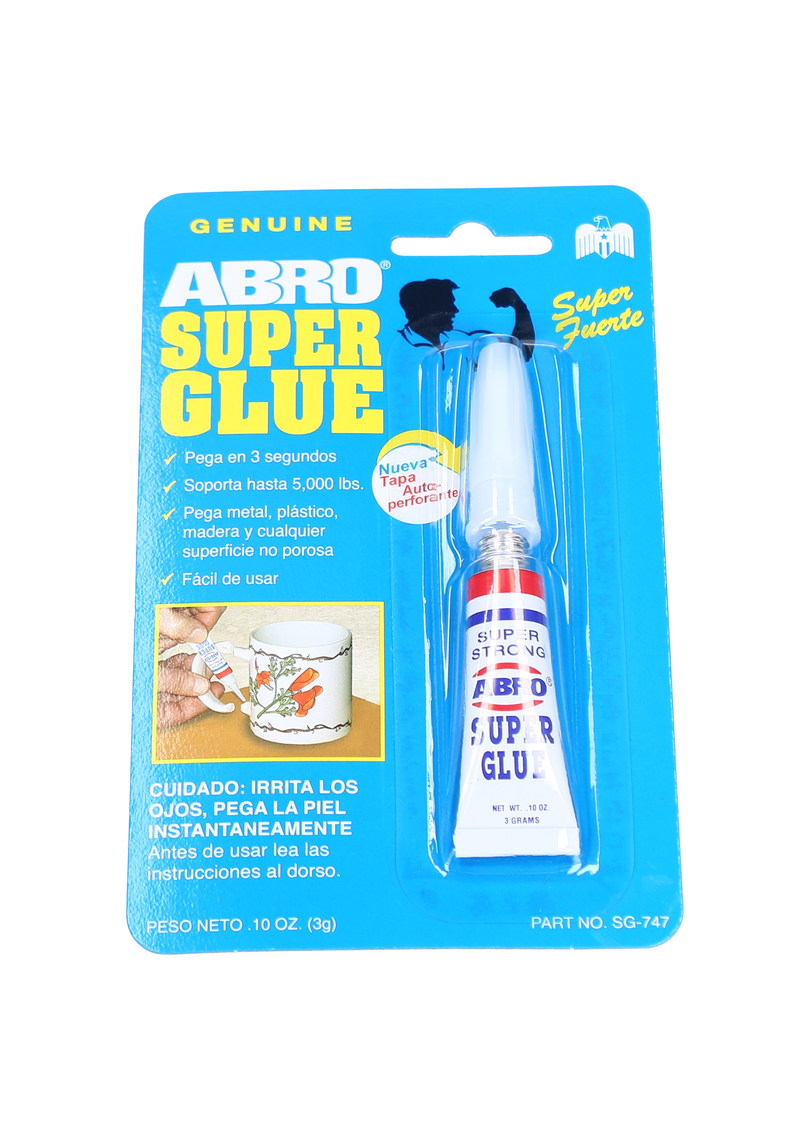 GENUINE
ABRO®
SUPER
GLUE
Super
Fuerte
✓ Pega en 3 segundos
✓ Soporta hasta 5,000 lbs.
✓ Pega metal, plástico,
madera y cualquier
superficie no porosa
✓ Fácil de usar
Nueva
Tapa
Auto-
perforante
SUPER
STRONG
ABRO®
SUPER
GLUE
NET WT. .10 OZ.
3 GRAMS
CUIDADO: IRRITA LOS
OJOS, PEGA LA PIEL
INSTANTANEAMENTE
Antes de usar lea las
instrucciones al dorso.
PESO NETO .10 OZ. (3g)
PART NO. SG-747